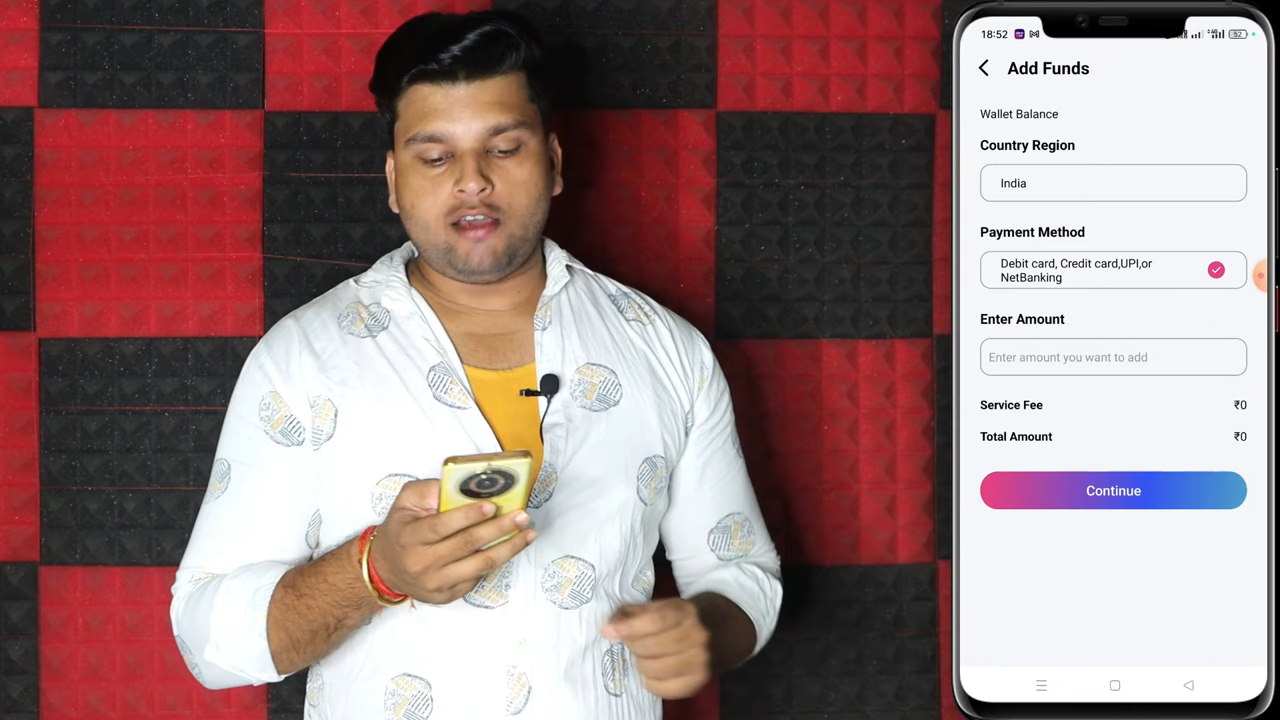 18:52
52
Add Funds
Wallet Balance
Country Region
India
Payment Method
Debit card, Credit card,UPI,or
NetBanking
Enter Amount
Enter amount you want to add
Service Fee ₹0
Total Amount ₹0
Continue